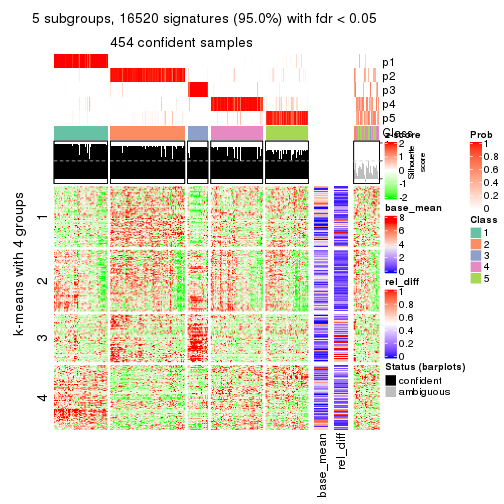 5 subgroups, 16520 signatures (95.0%) with fdr < 0.05
454 confident samples
p1
p2
p3
p4
p5
Class
z-score
2
1
0
-1
-2
Silhouette
score
base_mean
8
6
4
2
0
rel_diff
1
0.8
0.6
0.4
0.2
0
Status (barplots)
confident
ambiguous
Prob
1
0.8
0.6
0.4
0.2
0
Class
1
2
3
4
5
k-means with 4 groups
1
2
3
4
base_mean
rel_diff